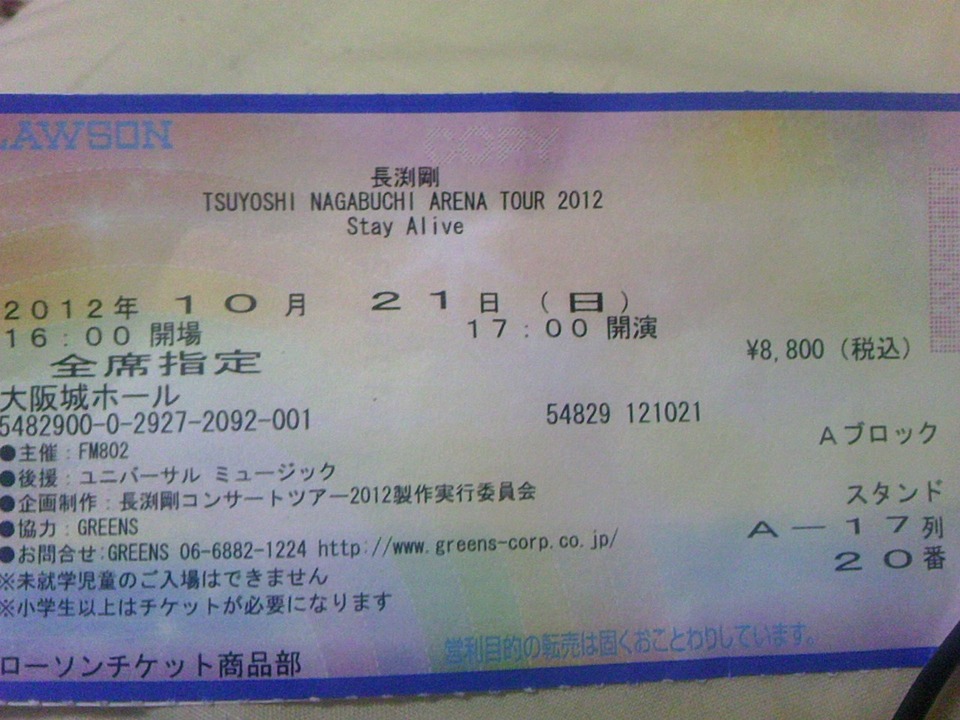 LAWSON
長渕剛
TSUYOSHI NAGABUCHI ARENA TOUR 2012
Stay Alive
2012年 10月 21日 (日)
16:00 開場 17:00 開演
全席指定 ¥8,800 (税込)
大阪城ホール
5482900-0-2927-2092-001 54829 121021
Aブロック
●主催:FM802
●後援:ユニバーサル ミュージック
●企画制作:長渕剛コンサートツアー2012製作実行委員会
スタンド
●協力:GREENS
A-17列
●お問合せ:GREENS 06-6882-1224 http://www.greens-corp.co.jp/
20番
※未就学児童のご入場はできません
※小学生以上はチケットが必要になります
営利目的の転売は固くおことわりしています。
ローソンチケット商品部